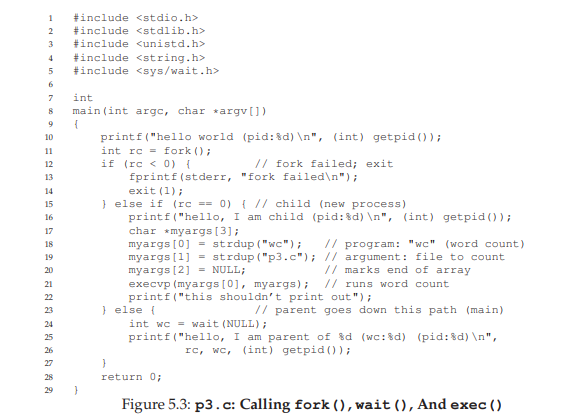 1 #include <stdio.h>
2 #include <stdlib.h>
3 #include <unistd.h>
4 #include <string.h>
5 #include <sys/wait.h>
6
7 int
8 main(int argc, char *argv[])
9 {
10     printf("hello world (pid:%d)\n", (int) getpid());
11     int rc = fork();
12     if (rc < 0) {         // fork failed; exit
13         fprintf(stderr, "fork failed\n");
14         exit(1);
15     } else if (rc == 0) { // child (new process)
16         printf("hello, I am child (pid:%d)\n", (int) getpid());
17         char *myargs[3];
18         myargs[0] = strdup("wc");   // program: "wc" (word count)
19         myargs[1] = strdup("p3.c"); // argument: file to count
20         myargs[2] = NULL;           // marks end of array
21         execvp(myargs[0], myargs);  // runs word count
22         printf("this shouldn't print out");
23     } else {              // parent goes down this path (main)
24         int wc = wait(NULL);
25         printf("hello, I am parent of %d (wc:%d) (pid:%d)\n",
26                 rc, wc, (int) getpid());
27     }
28     return 0;
29 }
Figure 5.3: p3.c: Calling fork(), wait(), And exec()